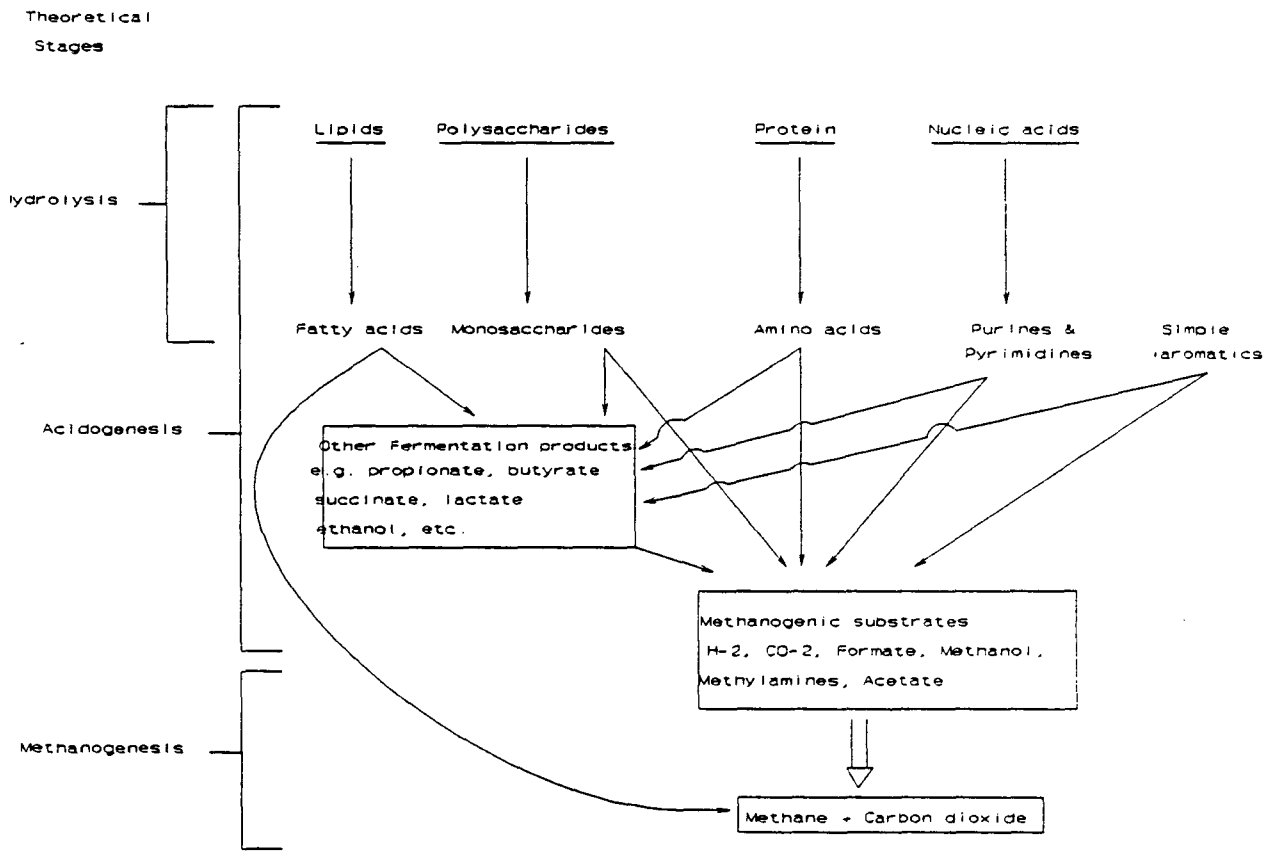 Theoretical
Stages
Lipids Polysaccharides Protein Nucleic acids
ydrolysis
Fatty acids Monosaccharides Amino acids Purines & Simple
Pyrimidines aromatics
Acidogenesis
Other Fermentation products
e.g. propionate, butyrate
succinate, lactate
ethanol, etc.
Methanogenic substrates
H-2, CO-2, Formate, Methanol,
Methylamines, Acetate
Methanogenesis
Methane + Carbon dioxide